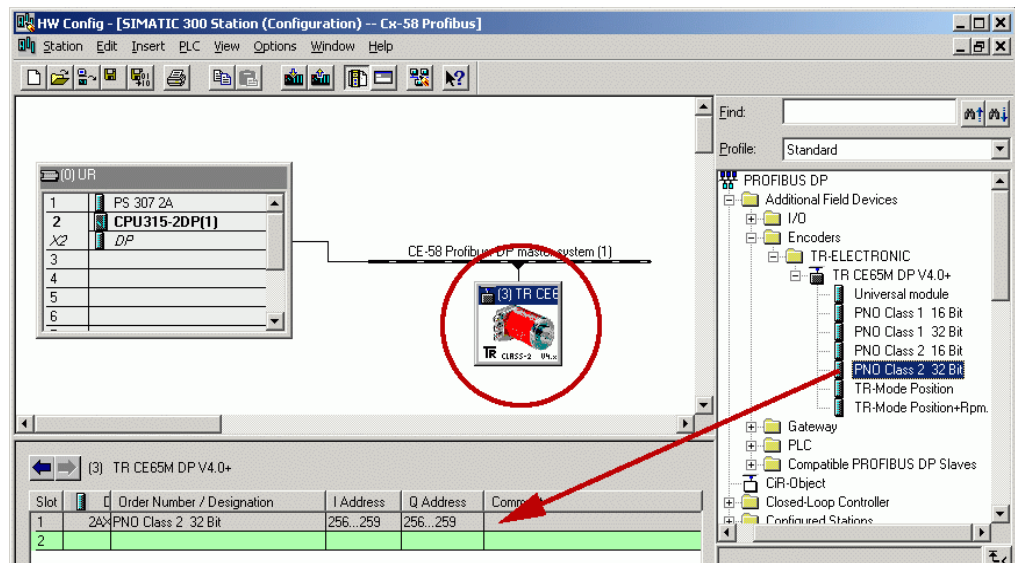 HW Config - [SIMATIC 300 Station (Configuration) -- Cx-58 Profibus]
Station Edit Insert PLC View Options Window Help
(0) UR
1 PS 307 2A
2 CPU315-2DP(1)
X2 DP
3
4
5
6
CE-58 Profibus DP master system (1)
(3) TR CE6
TR CLASS-2 V4.x
Find:
Profile: Standard
PROFIBUS DP
Additional Field Devices
I/O
Encoders
TR-ELECTRONIC
TR CE65M DP V4.0+
Universal module
PNO Class 1 16 Bit
PNO Class 1 32 Bit
PNO Class 2 16 Bit
PNO Class 2 32 Bit
TR-Mode Position
TR-Mode Position+Rpm.
Gateway
PLC
Compatible PROFIBUS DP Slaves
CiR-Object
Closed-Loop Controller
Configured Stations
(3) TR CE65M DP V4.0+
Slot Order Number / Designation I Address Q Address Comment
1 2AX PNO Class 2 32 Bit 256...259 256...259
2